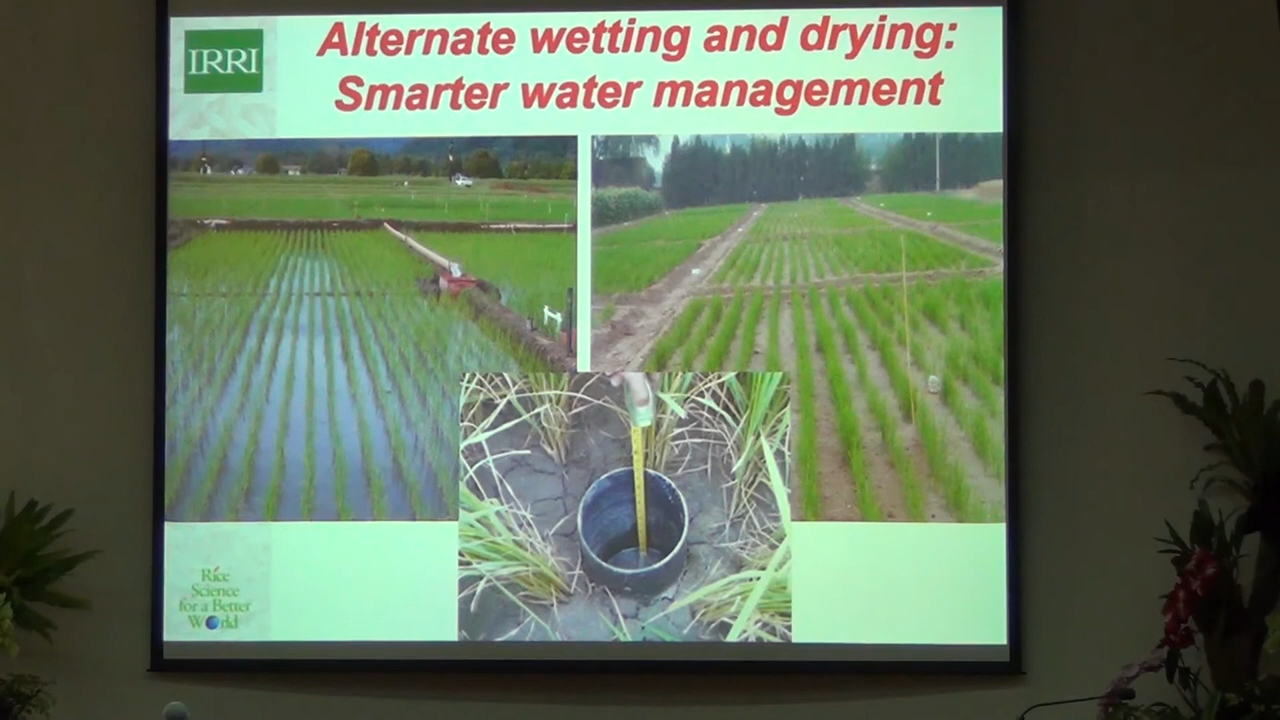 IRRI
Alternate wetting and drying:
Smarter water management
Rice
Science
for a Better
World